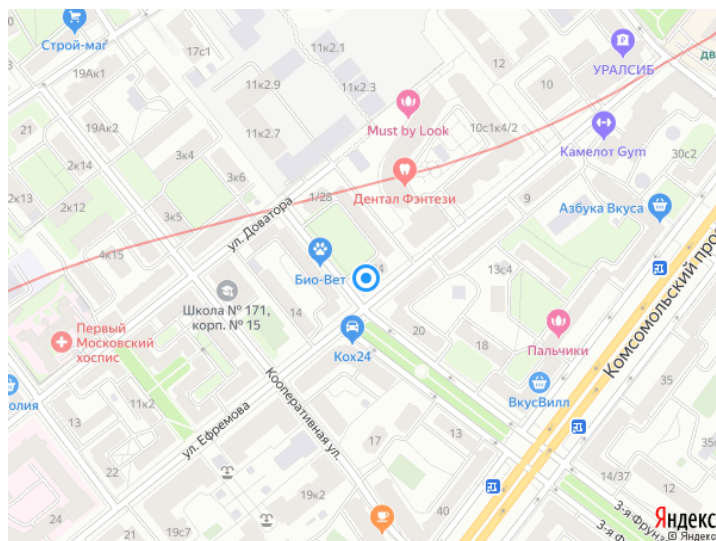 Строй-маг
17с1
11к2.1
УРАЛСИБ
дв
19Ак1
11к2.9
11к2.3
12
10
21
19Ак2
11к2.7
Must by Look
10с1к4/2
Камелот Gym
30с2
2к14
3к4
3к6
1/28
Дентал Фэнтези
9
Азбука Вкуса
2к13
2к12
3к5
ул. Доватора
4к15
Био-Вет
13с4
Комсомольский про
Школа № 171,
корп. № 15
14
Первый
Московский
хоспис
Кох24
20
18
Пальчики
олия
11к2
Кооперативная ул.
ВкусВилл
35
13
ул. Ефремова
17
13
35с
22
14/37
12
24
19с7
19к2
40
3-я Фрунз
3-я Ф
Яндекс
© Яндекс